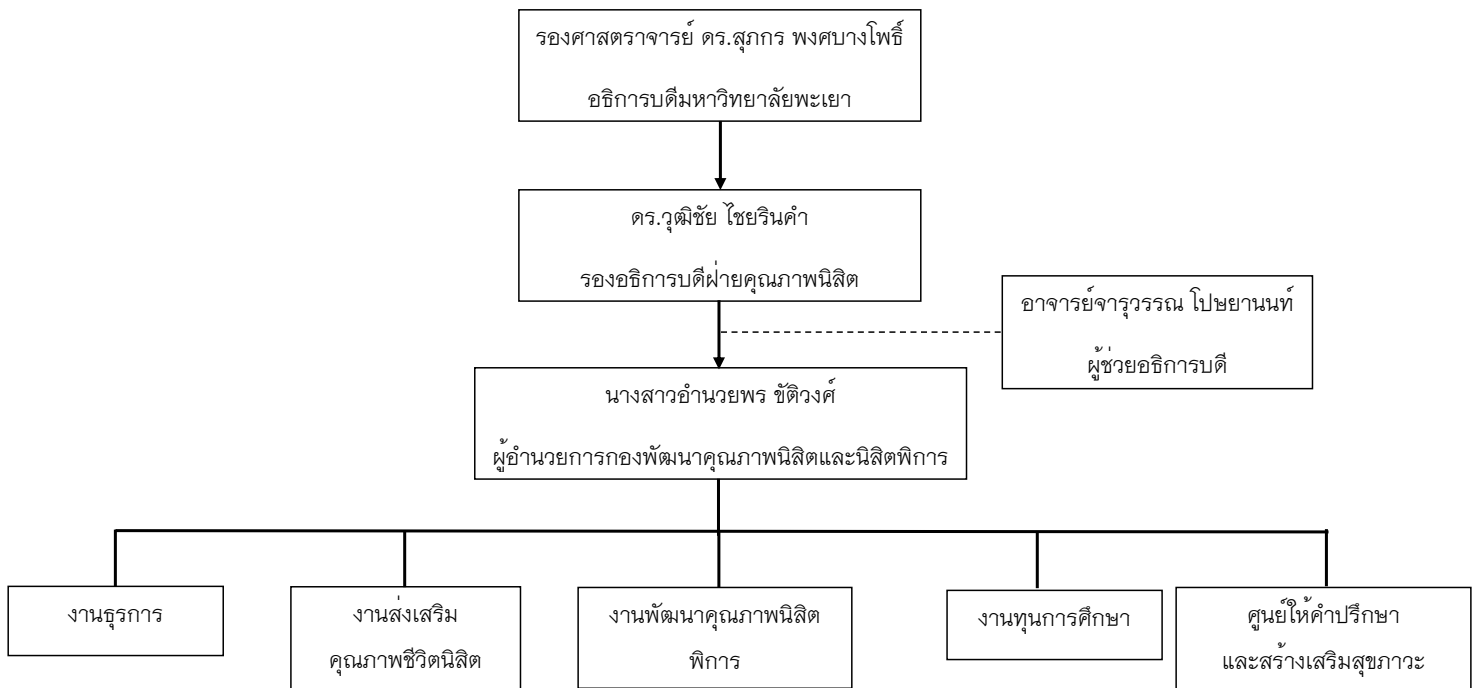 รองศาสตราจารย์ ดร.สุภกร พงศบางโพธิ์
อธิการบดีมหาวิทยาลัยพะเยา
ดร.วุฒิชัย ไชยรินคำ
รองอธิการบดีฝ่ายคุณภาพนิสิต
อาจารย์จารุวรรณ โปษยานนท์
ผู้ช่วยอธิการบดี
นางสาวอำนวยพร ขัติวงศ์
ผู้อำนวยการกองพัฒนาคุณภาพนิสิตและนิสิตพิการ
งานธุรการ
งานส่งเสริม
คุณภาพชีวิตนิสิต
งานพัฒนาคุณภาพนิสิต
พิการ
งานทุนการศึกษา
ศูนย์ให้คำปรึกษา
และสร้างเสริมสุขภาวะ